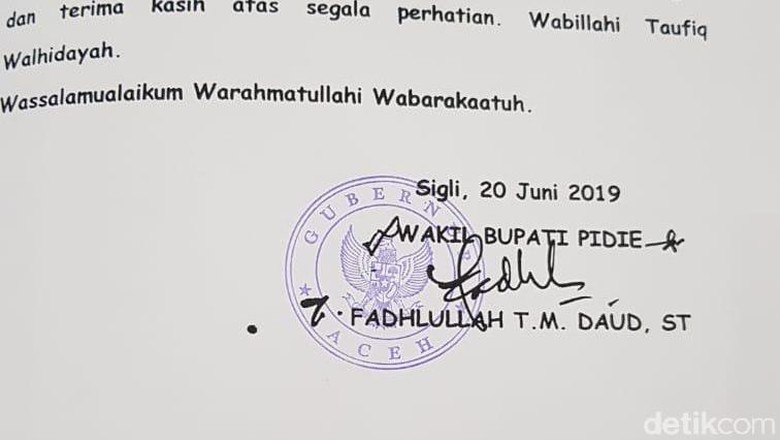 dan terima kasih atas segala perhatian. Wabillahi Taufiq
Walhidayah.
Wassalamualaikum Warahmatullahi Wabarakaatuh.
Sigli, 20 Juni 2019
WAKIL BUPATI PIDIE
GUBERNUR
ACEH
FADHLULLAH T.M. DAUD, ST
detikcom